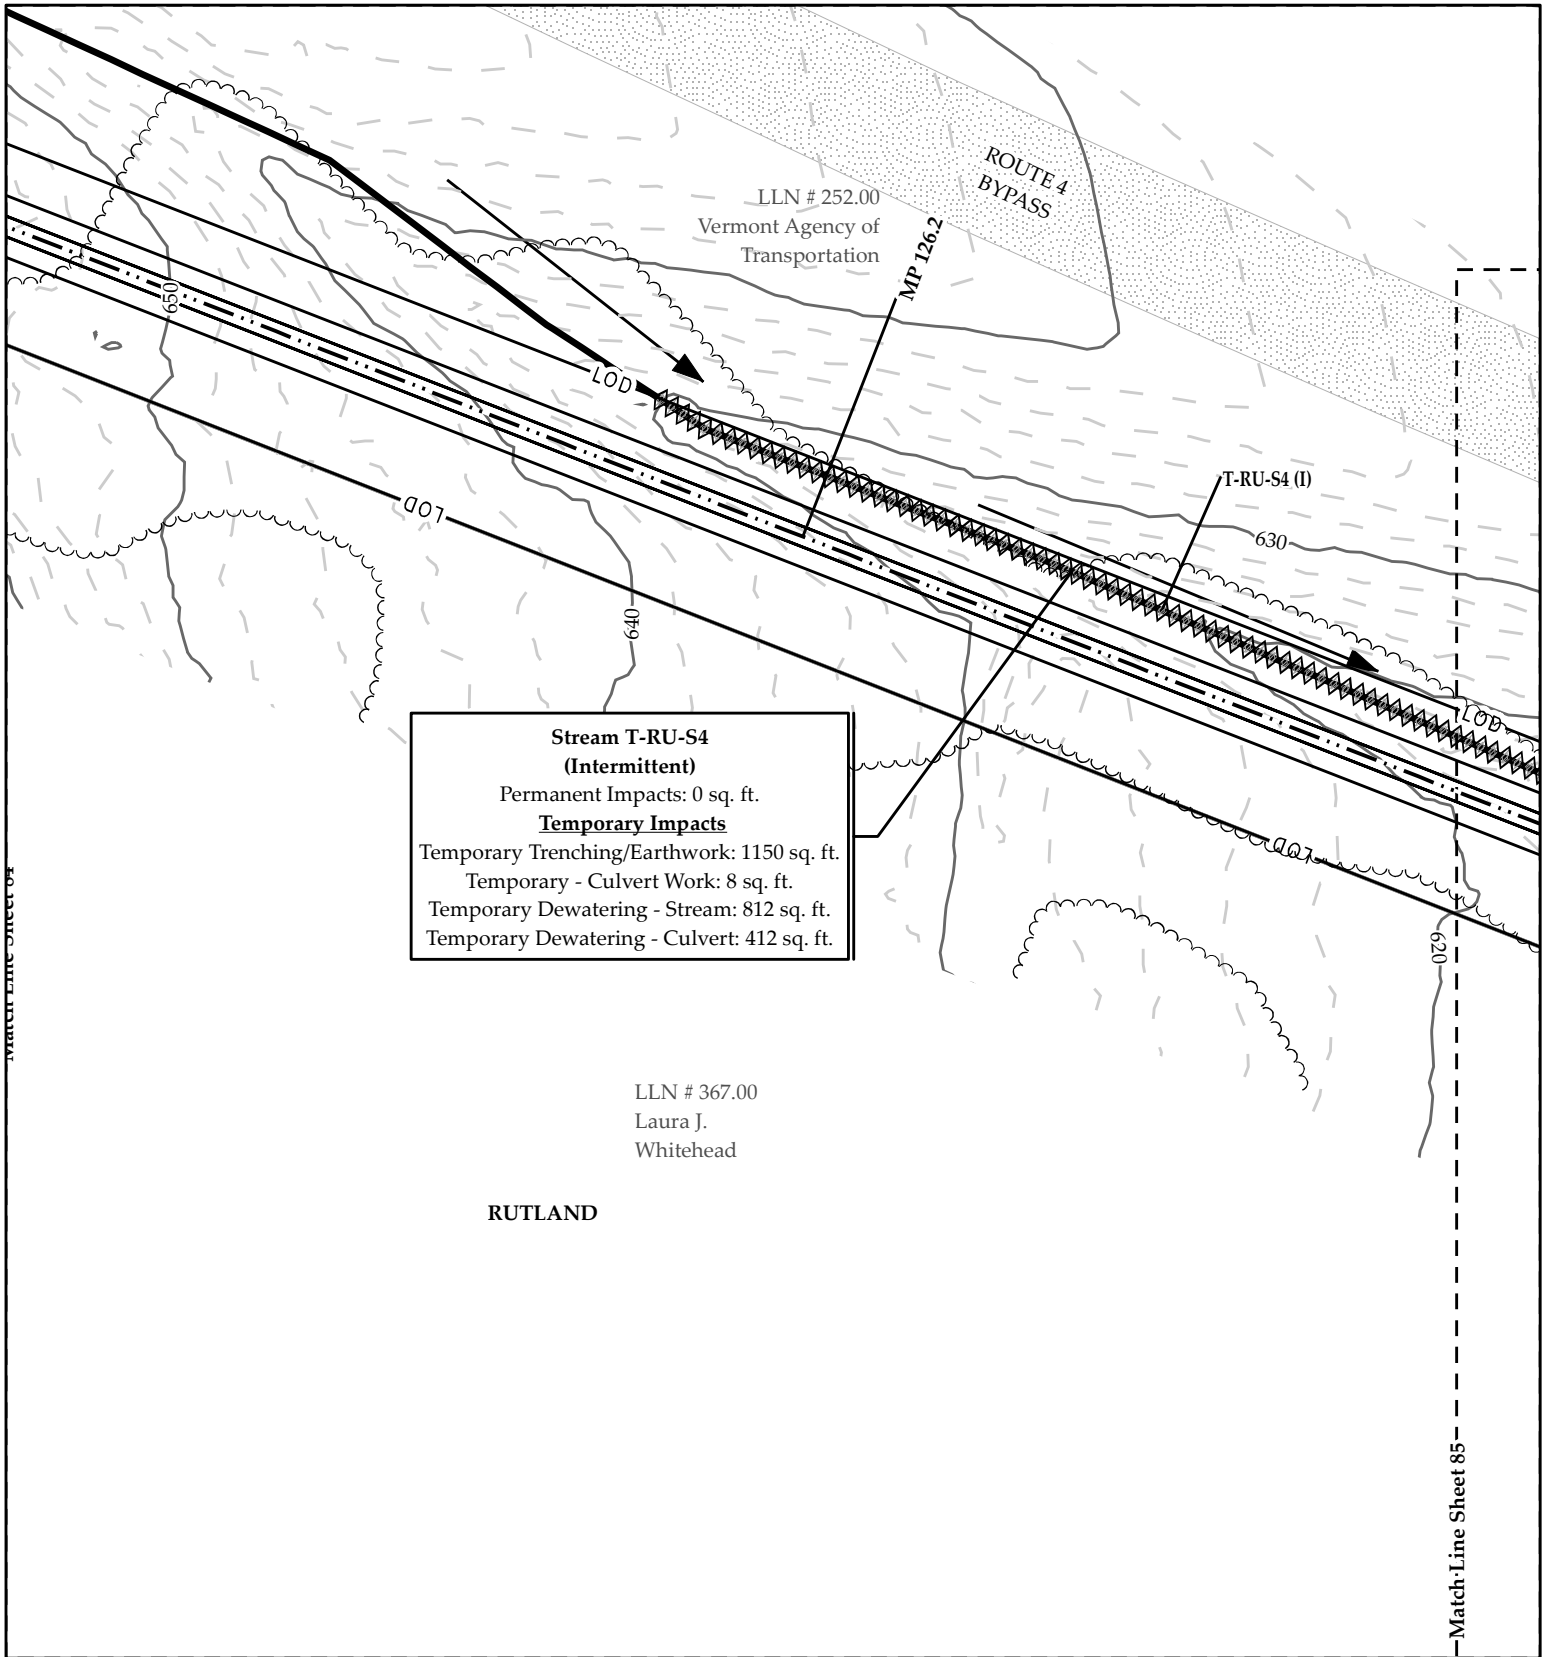 ROUTE 4
BYPASS
LLN # 252.00
Vermont Agency of
Transportation
MP 126.2
650
LOD
T-RU-S4 (I)
LOD
630
640
LOD
Stream T-RU-S4
(Intermittent)
Permanent Impacts: 0 sq. ft.
Temporary Impacts
Temporary Trenching/Earthwork: 1150 sq. ft.
Temporary - Culvert Work: 8 sq. ft.
Temporary Dewatering - Stream: 812 sq. ft.
Temporary Dewatering - Culvert: 412 sq. ft.
LOD
620
Match Line Sheet
LLN # 367.00
Laura J.
Whitehead
RUTLAND
Match Line Sheet 85